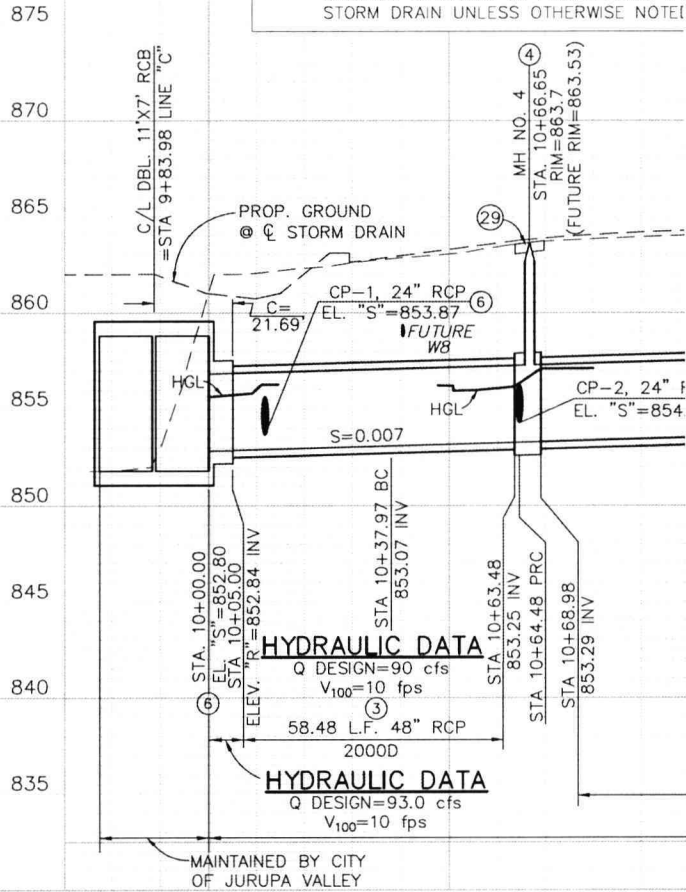 875
870
865
860
855
850
845
840
835
STORM DRAIN UNLESS OTHERWISE
C/L DBL. 11'X7' RCB
=STA 9+83.98 LINE "C"
4
MH NO. 4
STA. 10+66.65
RIM=863.7
(FUTURE RIM=863.53)
29
PROP. GROUND
@ ℄ STORM DRAIN
C=
21.69'
CP-1, 24" RCP
6
EL. "S"=853.87
FUTURE
W8
HGL
HGL
CP-2, 24"
EL. "S"=854.
S=0.007
STA. 10+00.00
EL. "S"=852.80
STA 10+05.00
ELEV. "R"=852.84 INV
STA 10+37.97 BC
853.07 INV
STA 10+63.48
853.25 INV
STA 10+64.48 PRC
STA 10+68.98
853.29 INV
HYDRAULIC DATA
Q DESIGN=90 cfs
V100=10 fps
6
3
58.48 L.F. 48" RCP
2000D
HYDRAULIC DATA
Q DESIGN=93.0 cfs
V100=10 fps
MAINTAINED BY CITY
OF JURUPA VALLEY